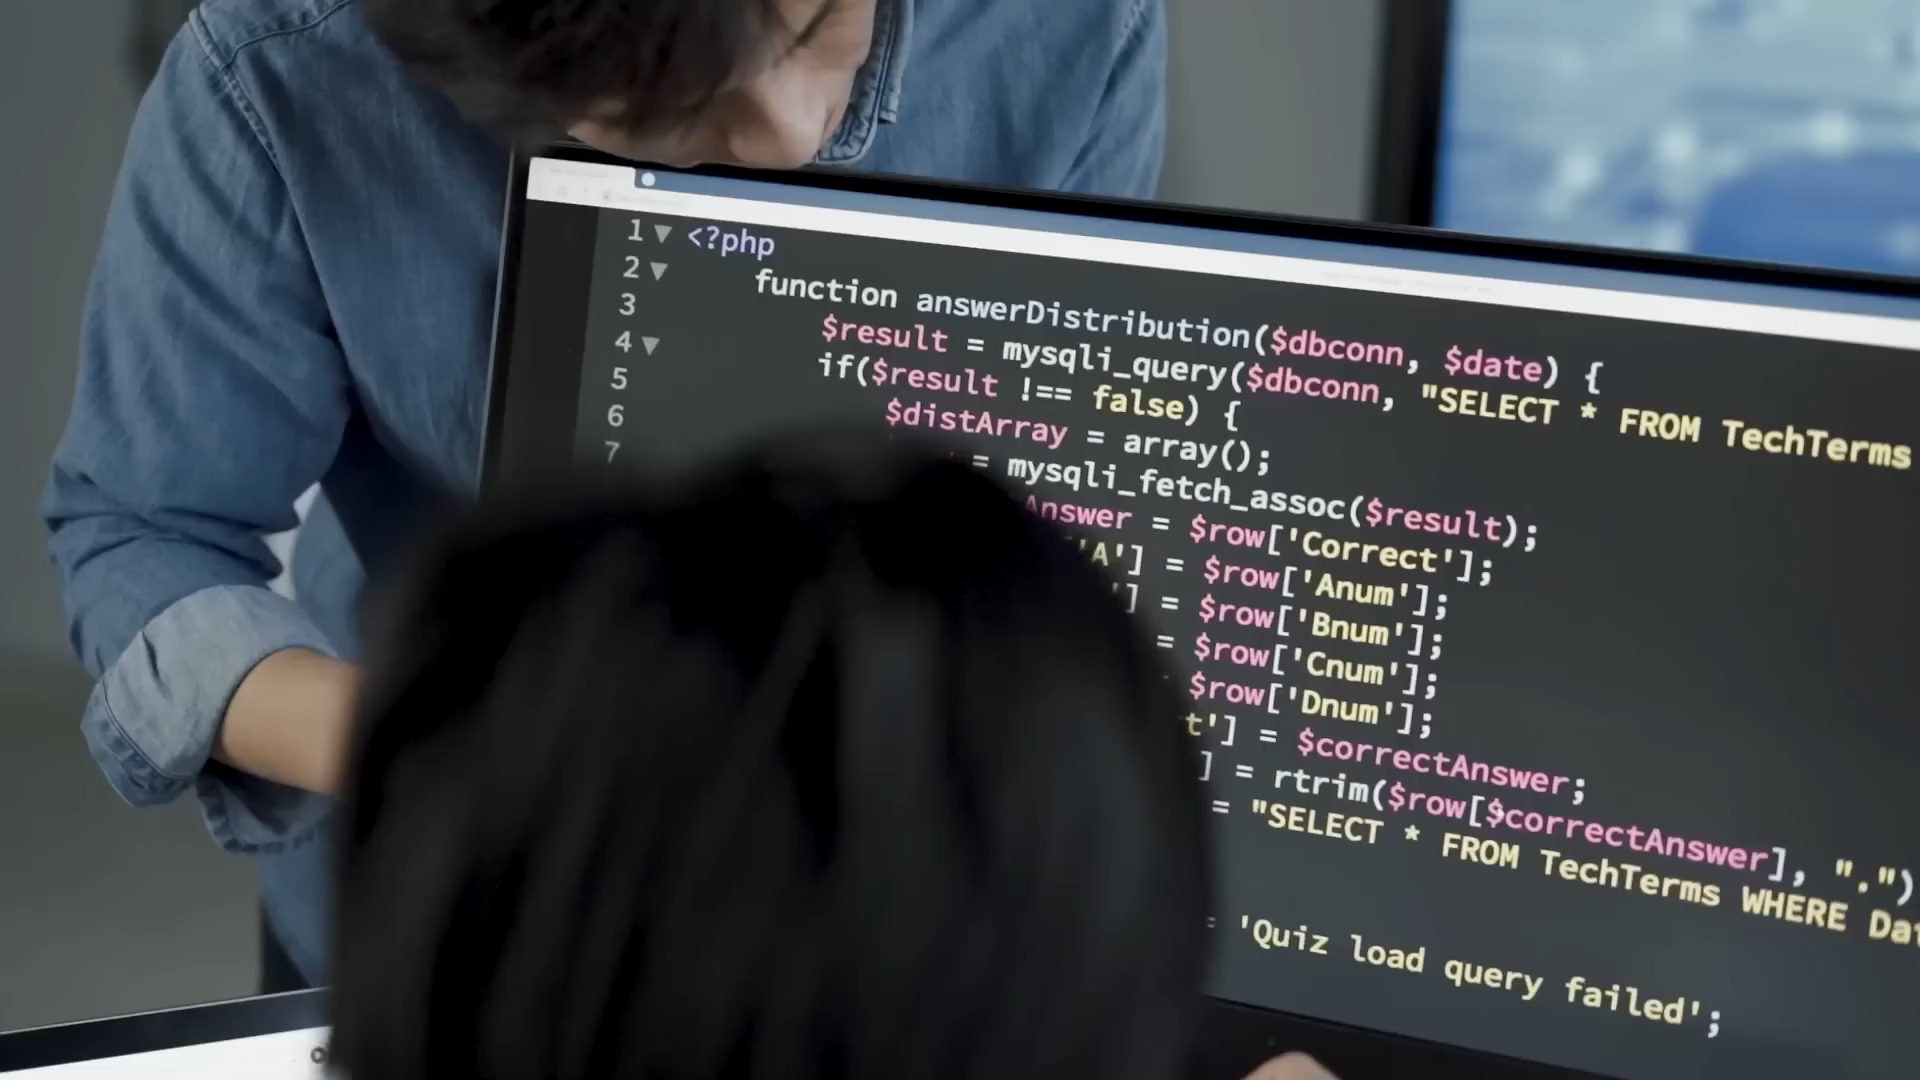 1 <?php
2 function answerDistribution($dbconn, $date) {
3 $result = mysqli_query($dbconn, "SELECT * FROM TechTerms
4 if($result !== false) {
5 $distArray = array();
6 = mysqli_fetch_assoc($result);
7 Answer = $row['Correct'];
'A'] = $row['Anum'];
'] = $row['Bnum'];
= $row['Cnum'];
$row['Dnum'];
t'] = $correctAnswer;
] = rtrim($row[$correctAnswer], ".")
= "SELECT * FROM TechTerms WHERE Dat
= 'Quiz load query failed';